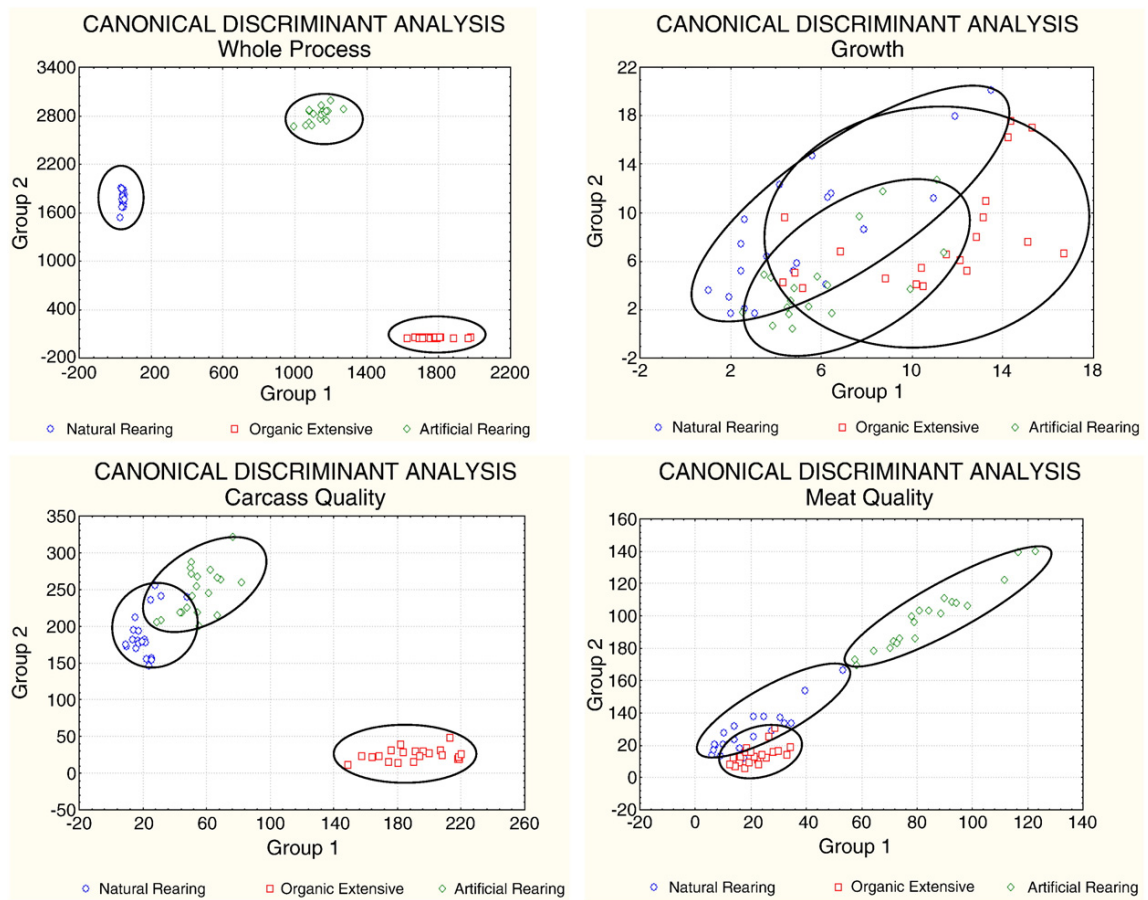 CANONICAL DISCRIMINANT ANALYSIS
Whole Process
3400
2800
2200
1600
1000
400
-200
Group 2
-200 200 600 1000 1400 1800 2200
Group 1
Natural Rearing Organic Extensive Artificial Rearing
CANONICAL DISCRIMINANT ANALYSIS
Growth
22
18
14
10
6
2
-2
Group 2
-2 2 6 10 14 18
Group 1
Natural Rearing Organic Extensive Artificial Rearing
CANONICAL DISCRIMINANT ANALYSIS
Carcass Quality
350
300
250
200
150
100
50
0
-50
Group 2
-20 20 60 100 140 180 220 260
Group 1
Natural Rearing Organic Extensive Artificial Rearing
CANONICAL DISCRIMINANT ANALYSIS
Meat Quality
160
140
120
100
180
160
140
20
0
-20
Group 2
-20 0 20 40 60 80 100 120 140
Group 1
Natural Rearing Organic Extensive Artificial Rearing